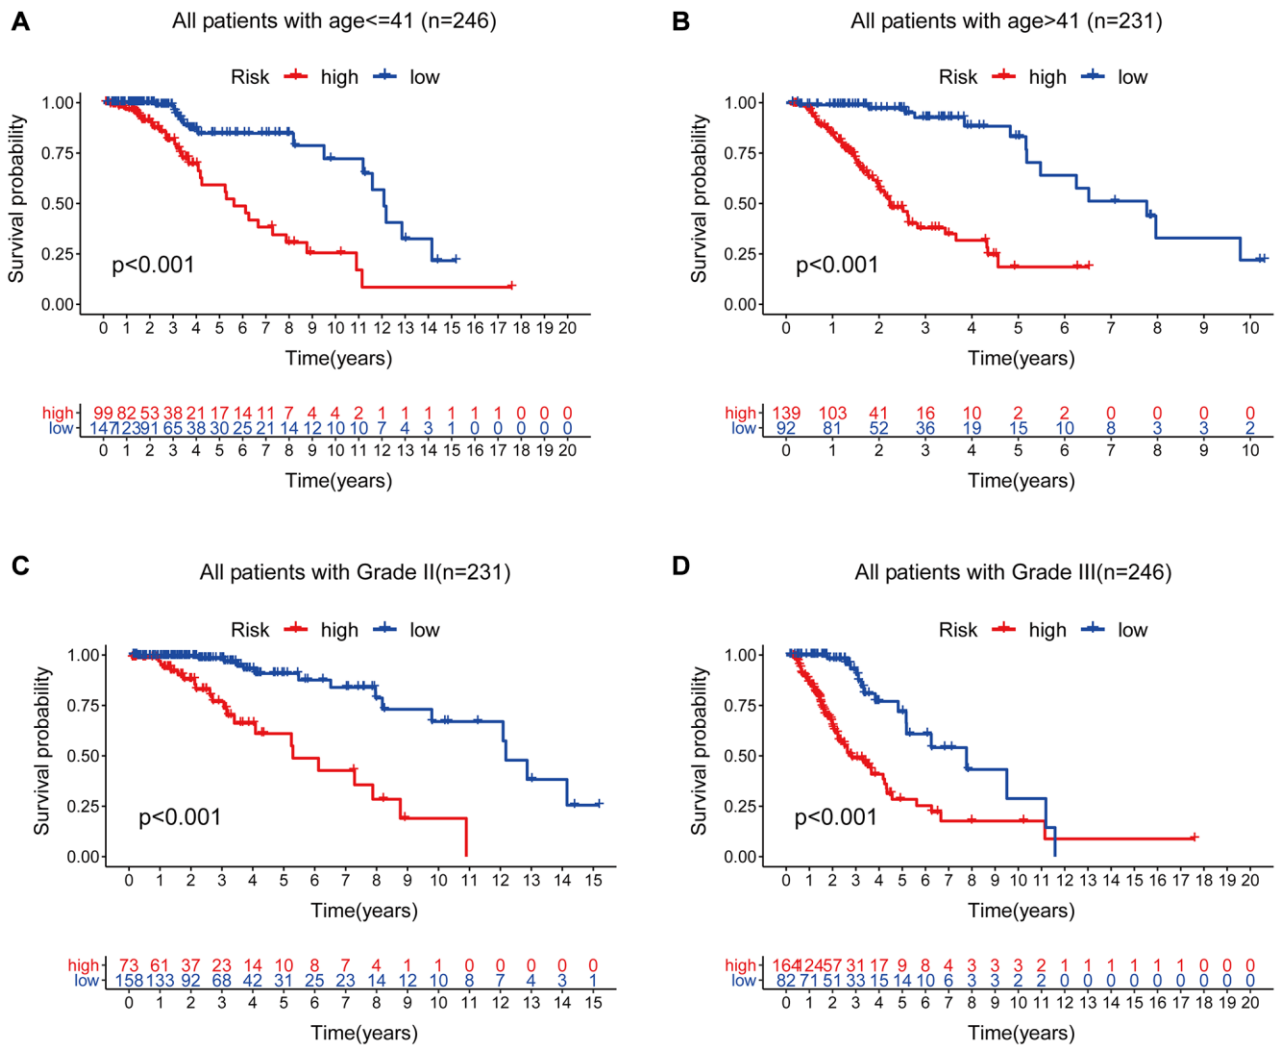 A
All patients with age<=41 (n=246)
Risk high low
Survival probability
1.00
0.75
0.50
0.25
0.00
p<0.001
0 1 2 3 4 5 6 7 8 9 10 11 12 13 14 15 16 17 18 19 20
Time(years)
high 99 82 53 38 21 17 14 11 7 4 4 2 1 1 1 1 1 1 0 0 0
low 147 123 91 65 38 30 25 21 14 12 10 10 7 4 3 1 0 0 0 0 0
0 1 2 3 4 5 6 7 8 9 10 11 12 13 14 15 16 17 18 19 20
Time(years)
B
All patients with age>41 (n=231)
Risk high low
Survival probability
1.00
0.75
0.50
0.25
0.00
p<0.001
0 1 2 3 4 5 6 7 8 9 10
Time(years)
high 139 103 41 16 10 2 2 0 0 0 0
low 92 81 52 36 19 15 10 8 3 3 2
0 1 2 3 4 5 6 7 8 9 10
Time(years)
C
All patients with Grade II(n=231)
Risk high low
Survival probability
1.00
0.75
0.50
0.25
0.00
p<0.001
0 1 2 3 4 5 6 7 8 9 10 11 12 13 14 15
Time(years)
high 73 61 37 23 14 10 8 7 4 1 1 0 0 0 0 0
low 158 133 92 68 42 31 25 23 14 12 10 8 7 4 3 1
0 1 2 3 4 5 6 7 8 9 10 11 12 13 14 15
Time(years)
D
All patients with Grade III(n=246)
Risk high low
Survival probability
1.00
0.75
0.50
0.25
0.00
p<0.001
0 1 2 3 4 5 6 7 8 9 10 11 12 13 14 15 16 17 18 19 20
Time(years)
high 164 124 57 31 17 9 8 4 3 3 3 2 1 1 1 1 1 1 0 0 0
low 82 71 51 33 15 14 10 6 3 3 2 2 0 0 0 0 0 0 0 0 0
0 1 2 3 4 5 6 7 8 9 10 11 12 13 14 15 16 17 18 19 20
Time(years)